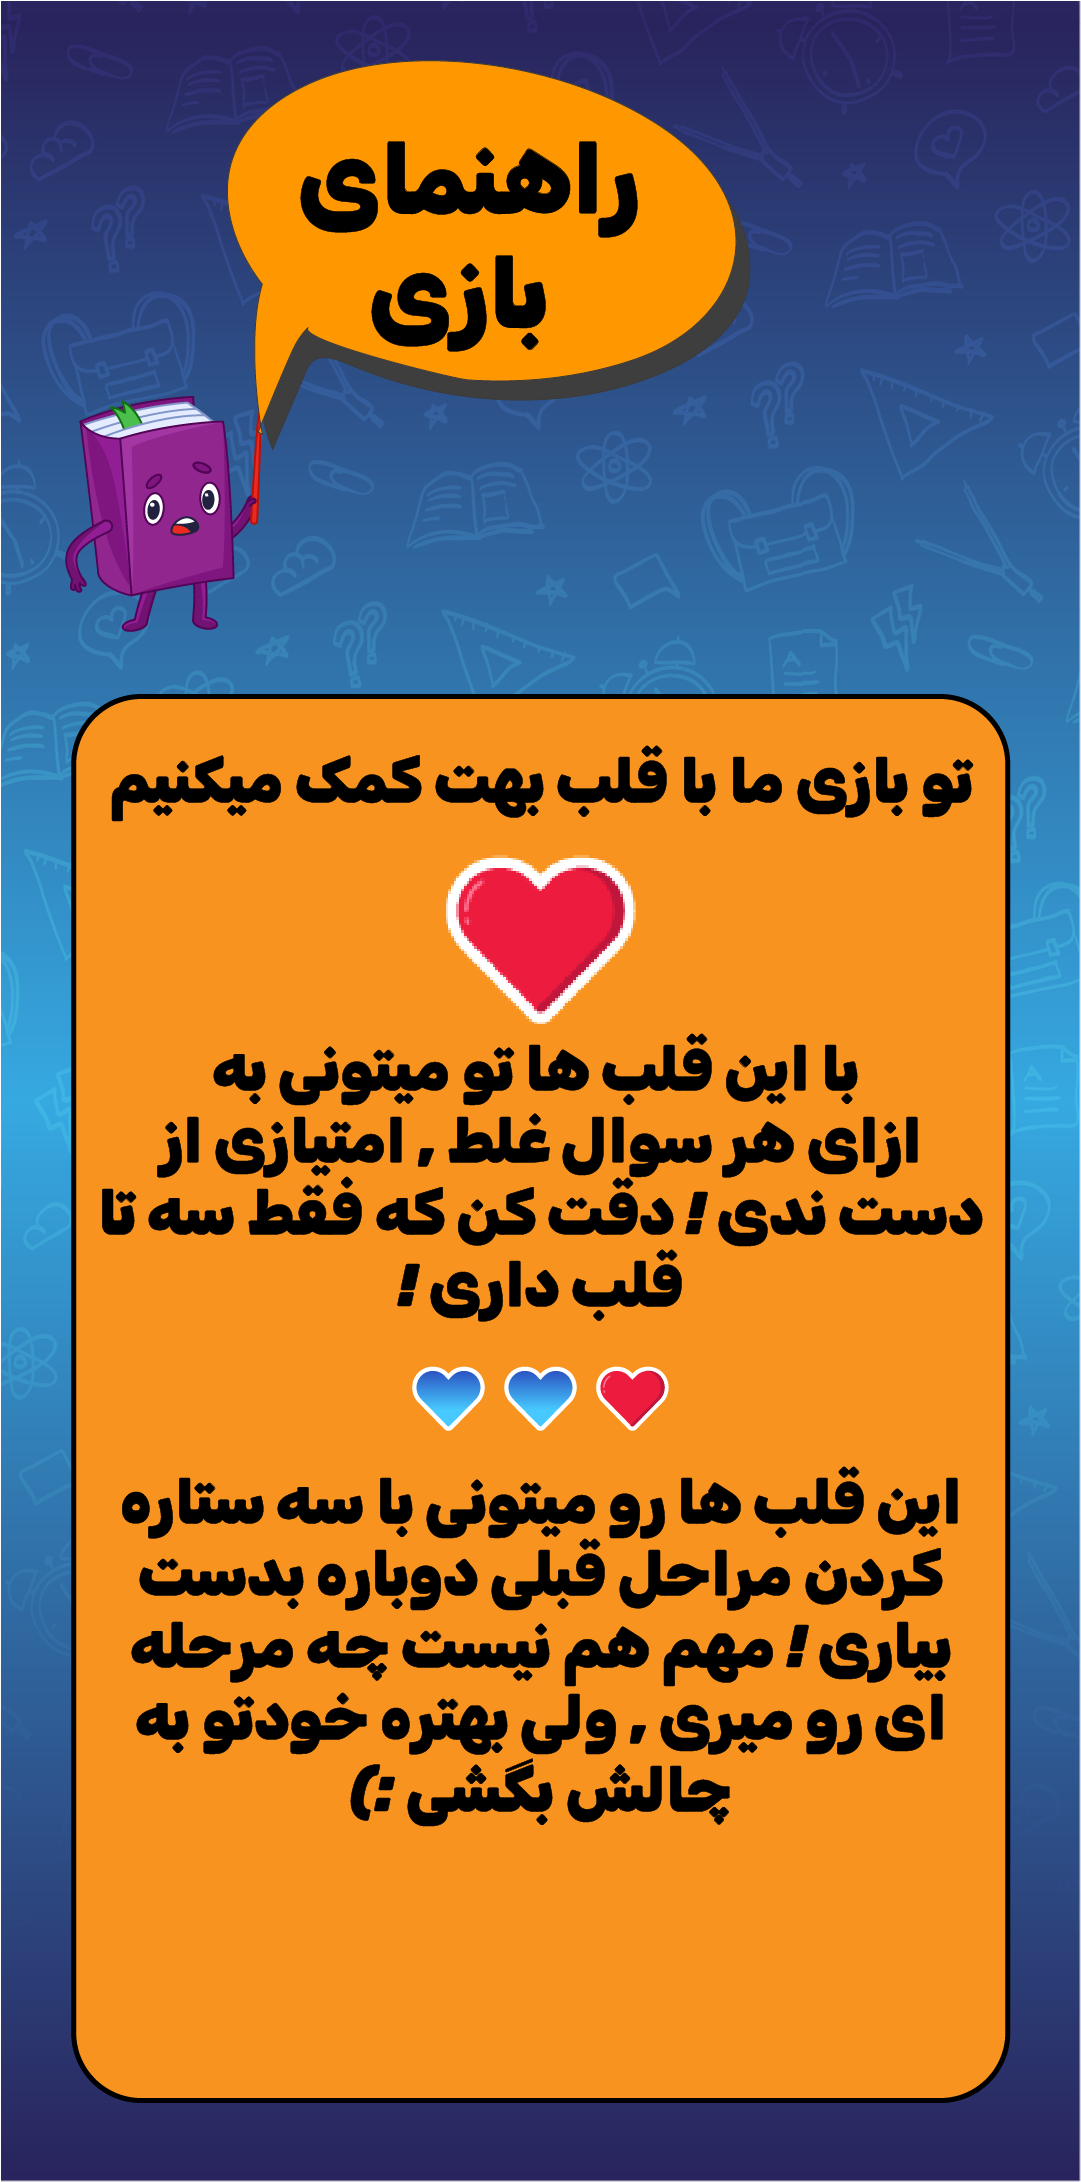 راهنمای
بازی
تو بازی ما با قلب بهت کمک میکنیم
با این قلب ها تو میتونی به
ازای هر سوال غلط , امتیازی از
دست ندی ! دقت کن که فقط سه تا
قلب داری !
این قلب ها رو میتونی با سه ستاره
کردن مراحل قبلی دوباره بدست
بیاری ! مهم هم نیست چه مرحله
ای رو میری , ولی بهتره خودتو به
چالش بگشی :)